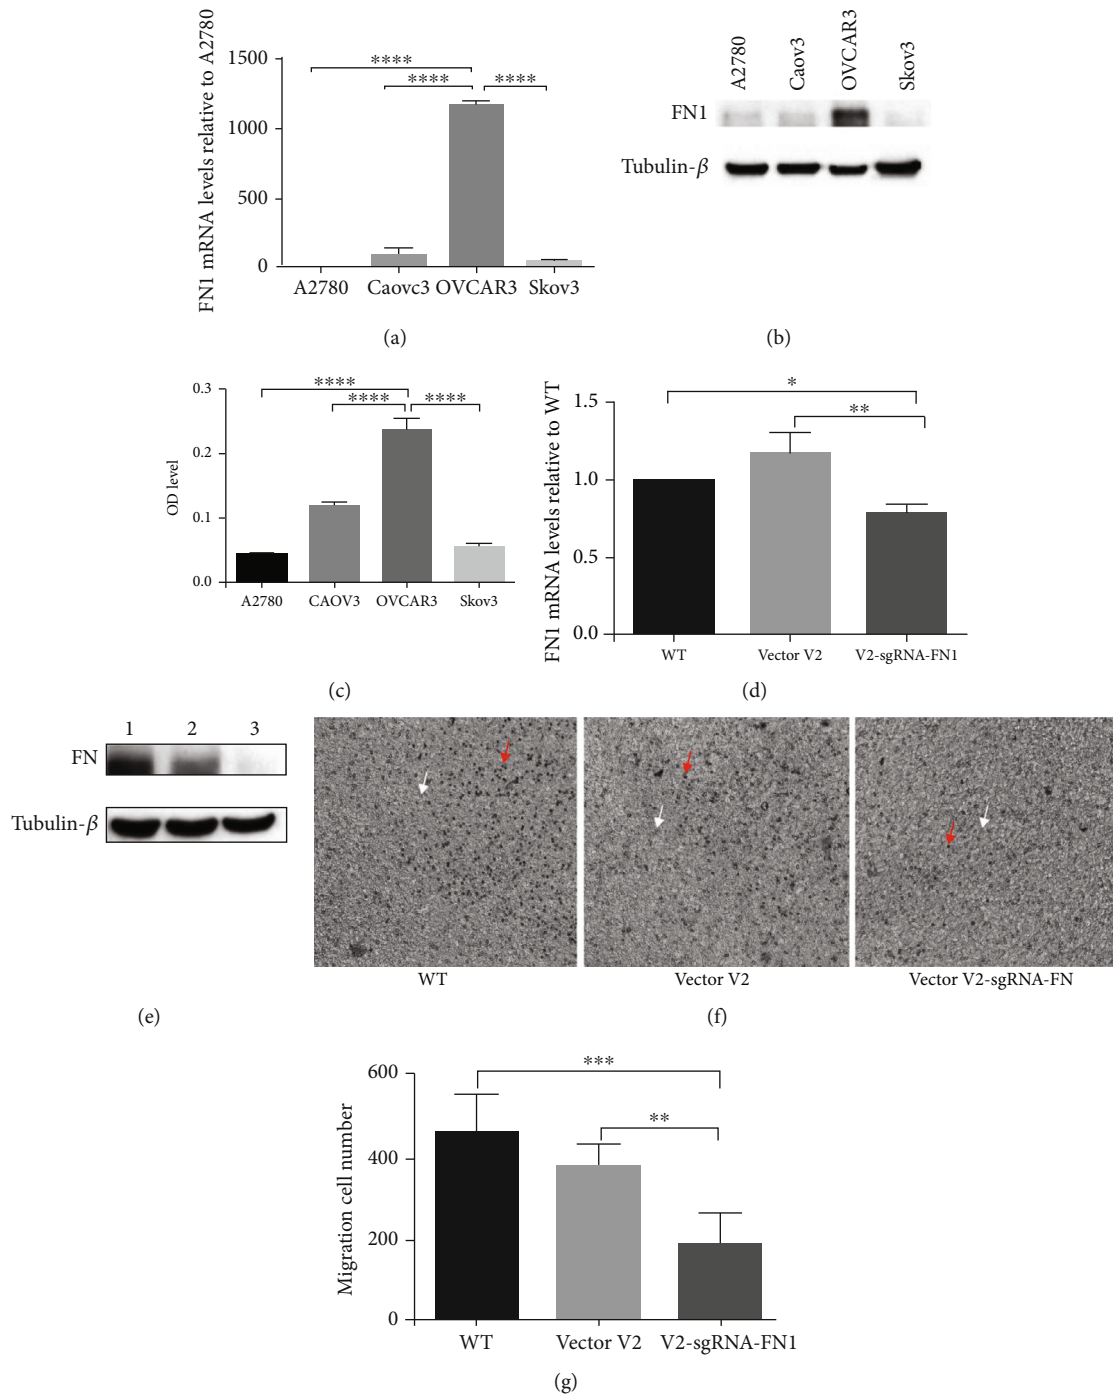 FN1 mRNA levels relative to A2780
1500
1000
500
0
****
**** ****
A2780 Caovc3 OVCAR3 Skov3
(a)
A2780 Caov3 OVCAR3 Skov3
FN1
Tubulin-β
(b)
OD level
0.3
0.2
0.1
0.0
****
**** ****
A2780 CAOV3 OVCAR3 Skov3
(c)
FN1 mRNA levels relative to WT
1.5
1.0
0.5
0.0
*
**
WT Vector V2 V2-sgRNA-FN1
(d)
1 2 3
FN
Tubulin-β
(e)
WT Vector V2 Vector V2-sgRNA-FN
(f)
Migration cell number
600
400
200
0
***
**
WT Vector V2 V2-sgRNA-FN1
(g)